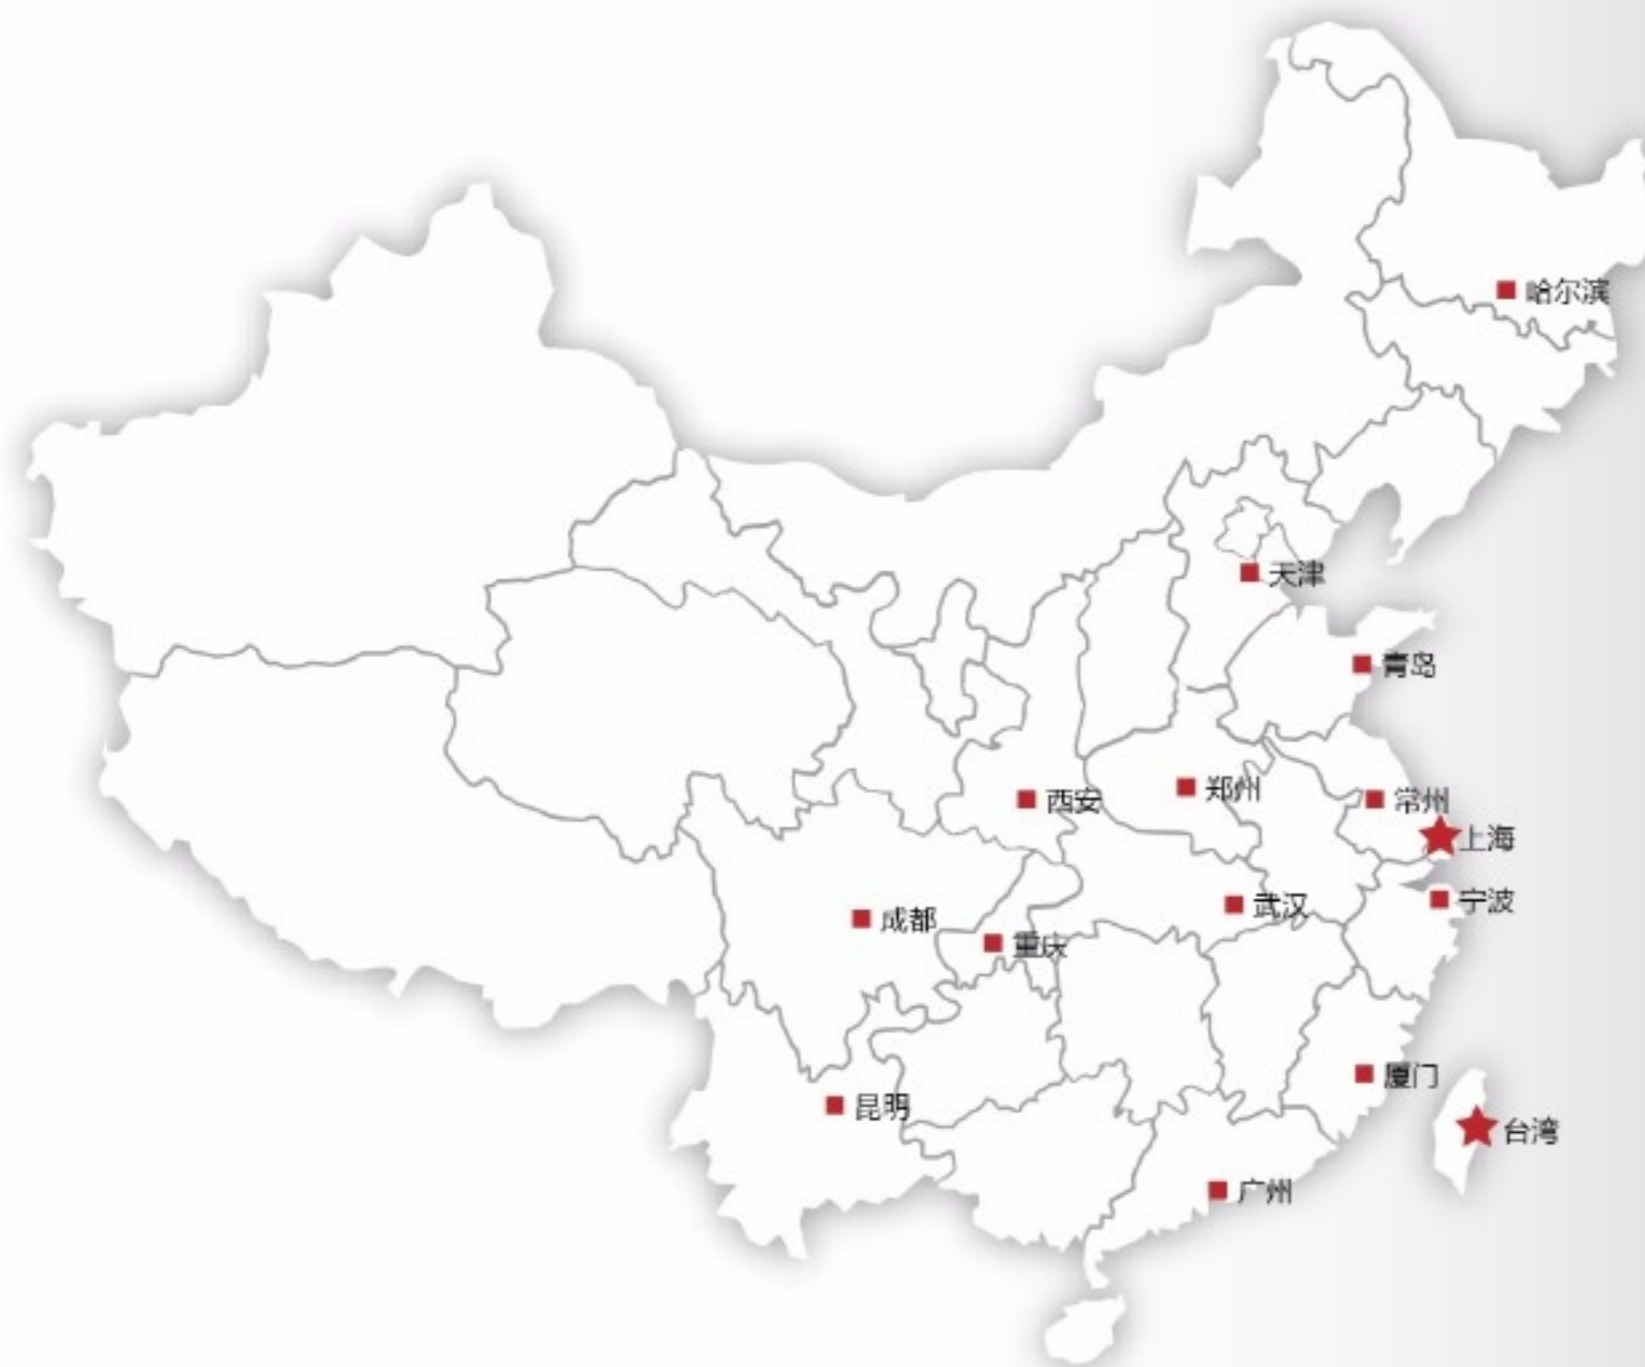 哈尔滨
天津
青岛
郑州
西安
常州
上海
宁波
武汉
成都
重庆
厦门
昆明
台湾
广州